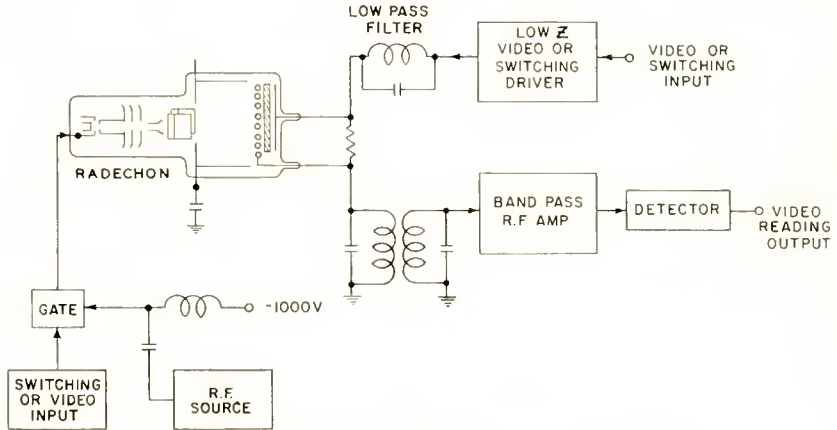 LOW PASS
FILTER
LOW Z
VIDEO OR
SWITCHING
DRIVER
VIDEO OR
SWITCHING
INPUT
RADECHON
BAND PASS
R.F AMP
DETECTOR
VIDEO
READING
OUTPUT
GATE
-1000V.
SWITCHING
OR VIDEO
INPUT
R.F.
SOURCE